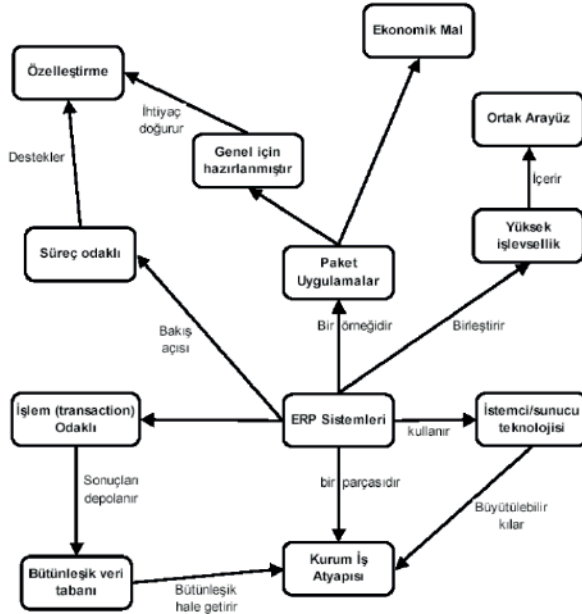 Ekonomik Mal
Özelleştirme
İhtiyaç
doğurur
Ortak Arayüz
Genel için
hazırlanmıştır
Destekler
İçerir
Süreç odaklı
Paket
Uygulamalar
Yüksek
işlevsellik
Bakış
açısı
Bir örneğidir
Birleştirir
İşlem (transaction)
Odaklı
ERP Sistemleri
kullanır
İstemci/sunucu
teknolojisi
Sonuçları
depolanır
bir parçasıdır
Büyütülebilir
kılar
Bütünleşik veri
tabanı
Bütünleşik
hale getirir
Kurum İş
Atyapısı